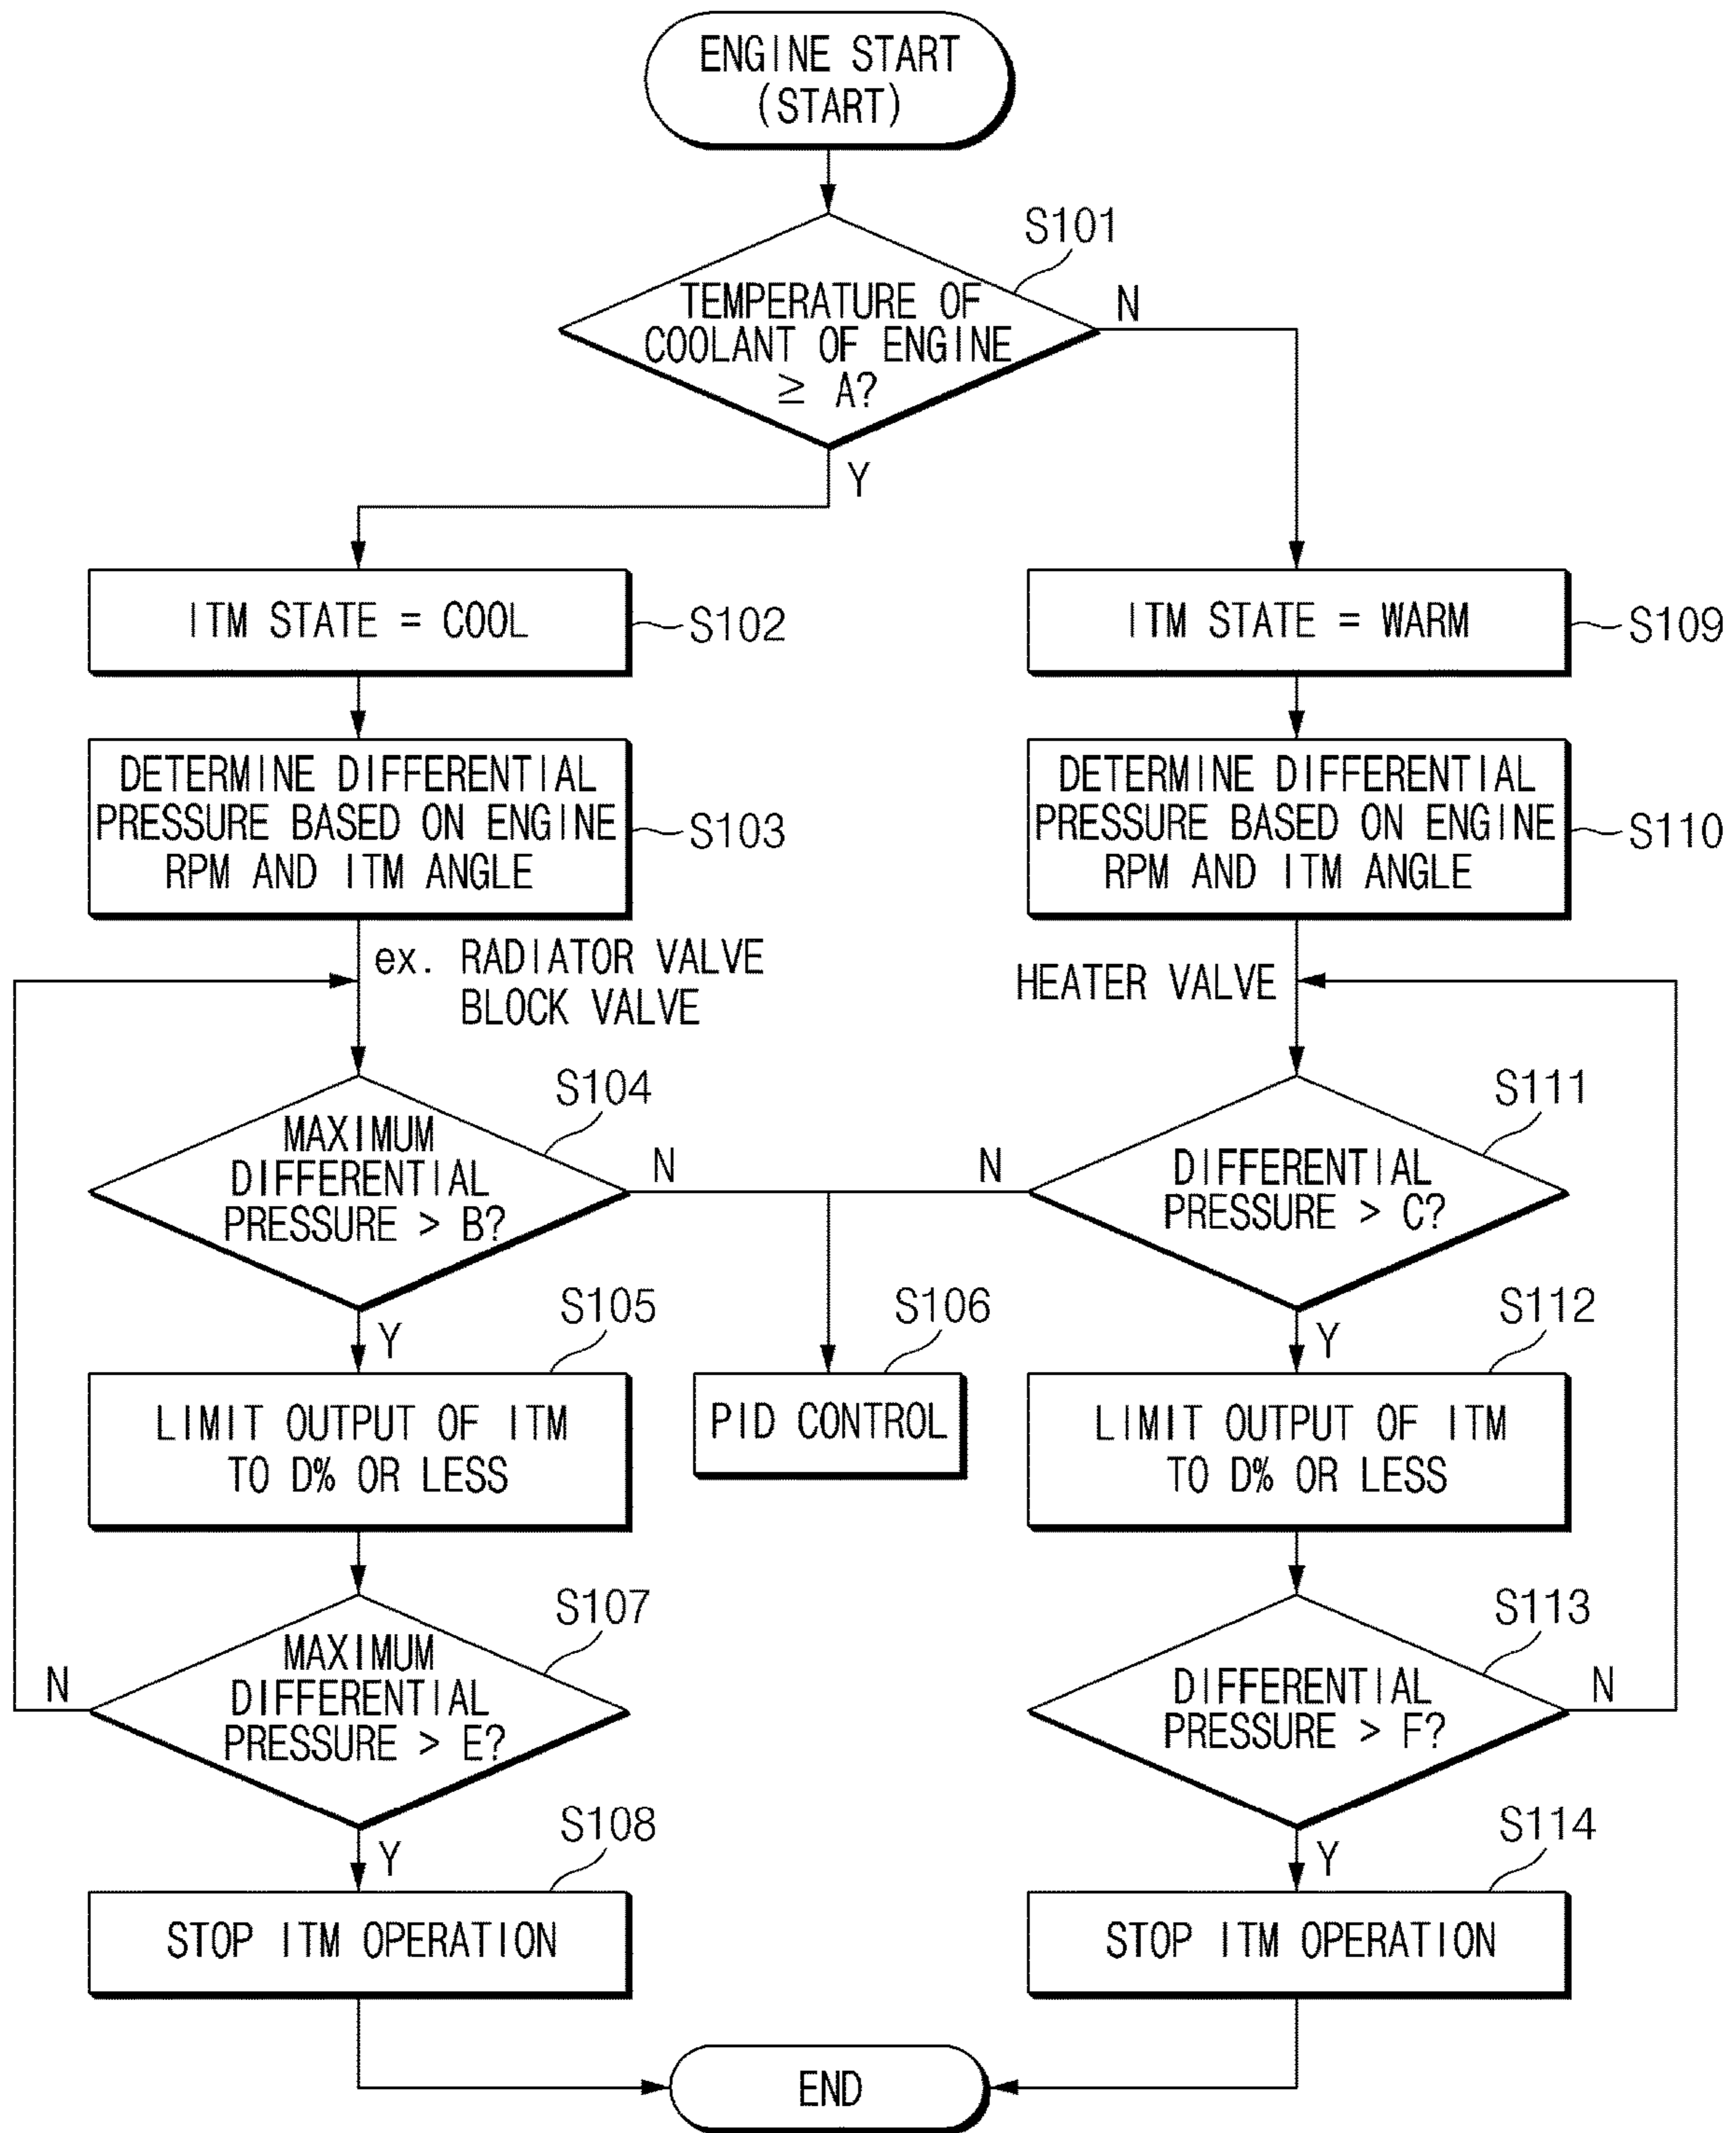 ENGINE START
(START)
S101
TEMPERATURE OF
COOLANT OF ENGINE
≥ A?
N
Y
ITM STATE = COOL
S102
ITM STATE = WARM
S109
DETERMINE DIFFERENTIAL
PRESSURE BASED ON ENGINE
RPM AND ITM ANGLE
S103
DETERMINE DIFFERENTIAL
PRESSURE BASED ON ENGINE
RPM AND ITM ANGLE
S110
ex. RADIATOR VALVE
BLOCK VALVE
HEATER VALVE
S104
MAXIMUM
DIFFERENTIAL
PRESSURE > B?
N
N
S111
DIFFERENTIAL
PRESSURE > C?
Y
S105
LIMIT OUTPUT OF ITM
TO D% OR LESS
S106
PID CONTROL
Y
S112
LIMIT OUTPUT OF ITM
TO D% OR LESS
S107
MAXIMUM
DIFFERENTIAL
PRESSURE > E?
N
S113
DIFFERENTIAL
PRESSURE > F?
N
Y
S108
STOP ITM OPERATION
Y
S114
STOP ITM OPERATION
END